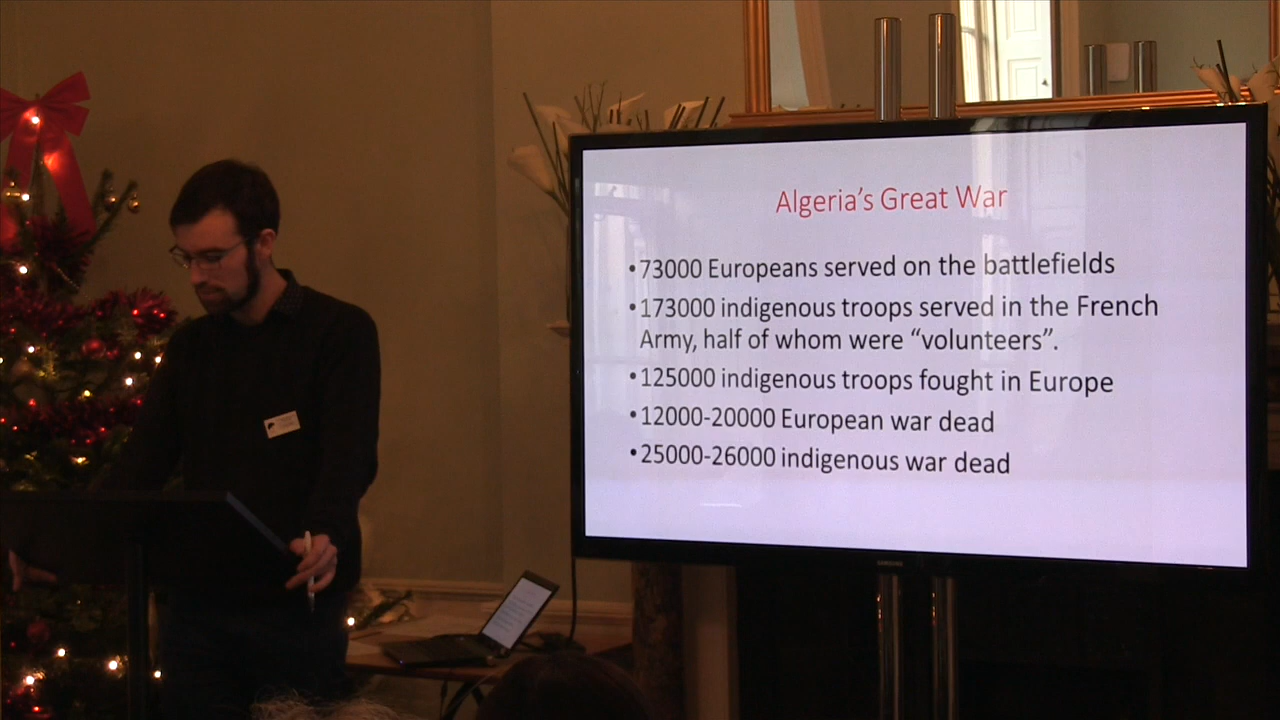 Algeria's Great War
•73000 Europeans served on the battlefields
•173000 indigenous troops served in the French
Army, half of whom were “volunteers”.
•125000 indigenous troops fought in Europe
•12000-20000 European war dead
•25000-26000 indigenous war dead
SAMSUNG